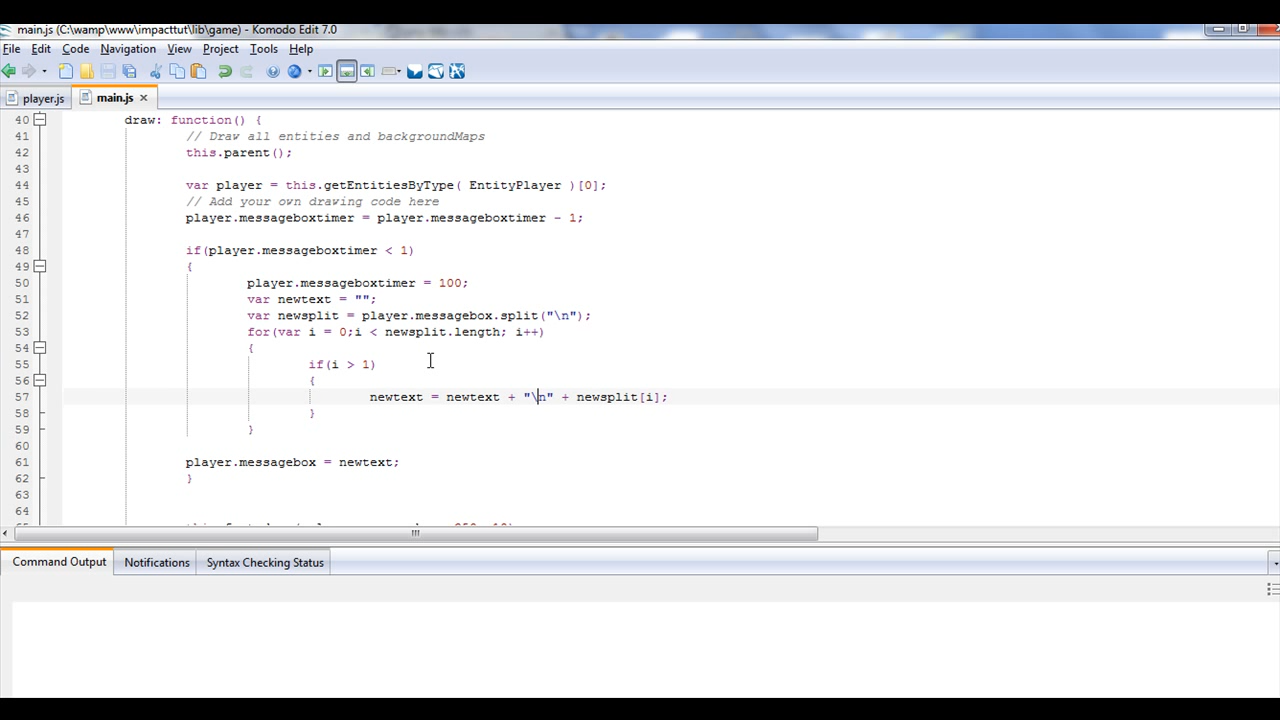 main.js (C:\wamp\www\impacttut\lib\game) - Komodo Edit 7.0
File Edit Code Navigation View Project Tools Help
player.js main.js
40 draw: function() {
41 // Draw all entities and backgroundMaps
42 this.parent();
43
44 var player = this.getEntitiesByType( EntityPlayer )[0];
45 // Add your own drawing code here
46 player.messageboxtimer = player.messageboxtimer - 1;
47
48 if(player.messageboxtimer < 1)
49 {
50 player.messageboxtimer = 100;
51 var newtext = "";
52 var newsplit = player.messagebox.split("\n");
53 for(var i = 0;i < newsplit.length; i++)
54 {
55 if(i > 1)
56 {
57 newtext = newtext + "\n" + newsplit[i];
58 }
59 }
60
61 player.messagebox = newtext;
62 }
63
64
Command Output Notifications Syntax Checking Status